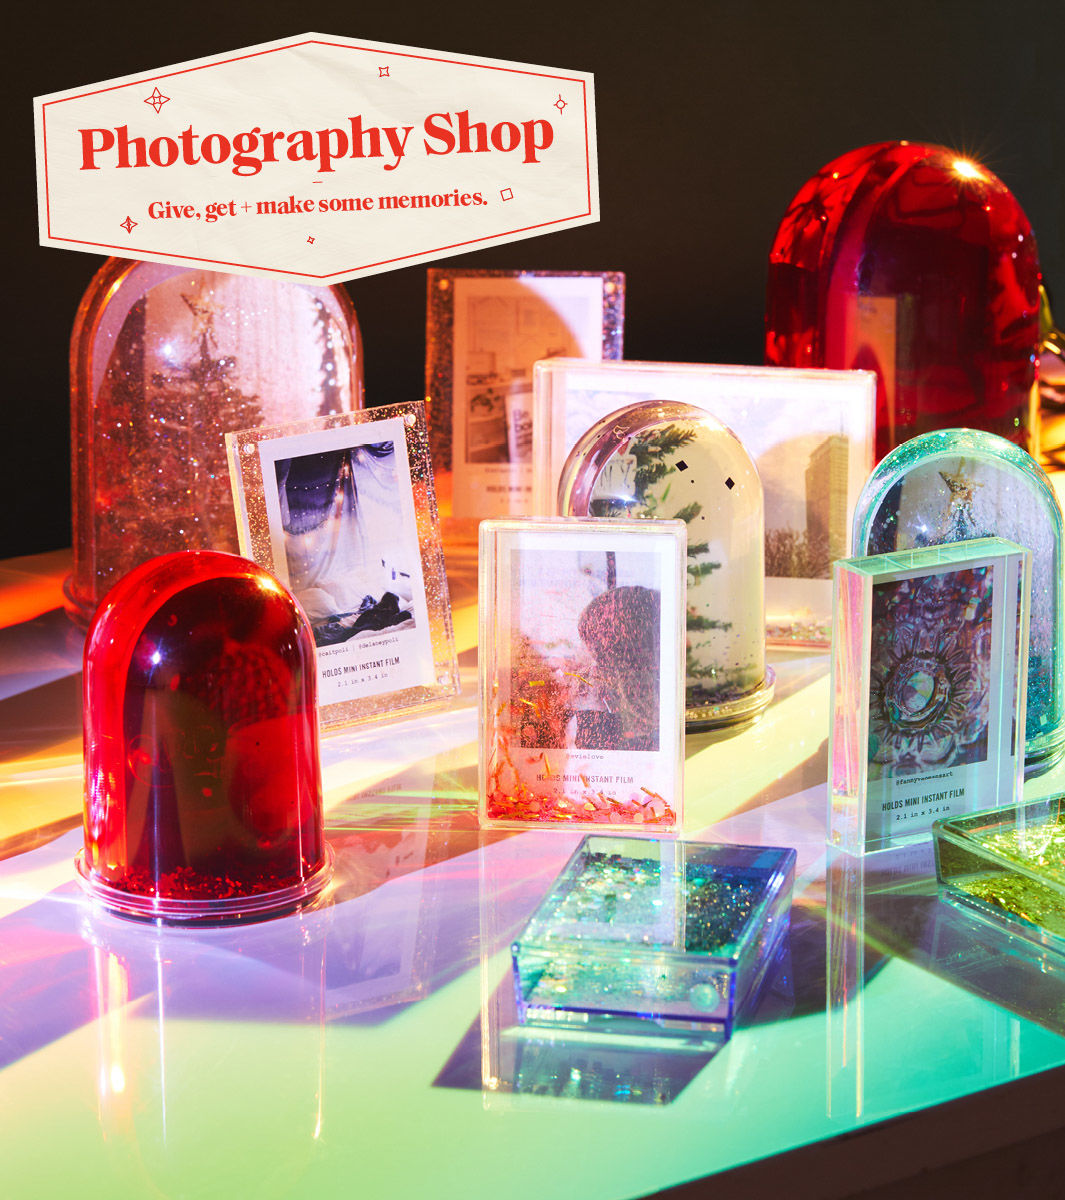 Photography Shop
Give, get + make some memories.
@caitpoli | @delaneypoli
HOLDS MINI INSTANT FILM
2.1 in x 3.4 in
@evielove
HOLDS MINI INSTANT FILM
2.1 in x 3.4 in
HOLDS MINI INSTANT FILM
2.1 in x 3.4 in